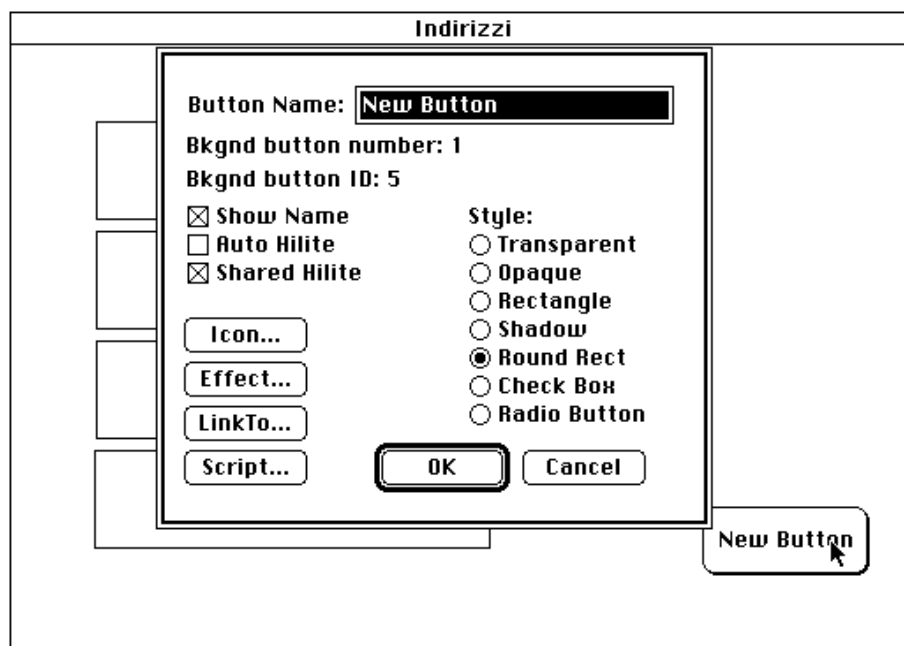 Indirizzi
Button Name: New Button
Bkgnd button number: 1
Bkgnd button ID: 5
Show Name
Auto Hilite
Shared Hilite
Style:
Transparent
Opaque
Rectangle
Shadow
Round Rect
Check Box
Radio Button
Icon...
Effect...
LinkTo...
Script...
OK
Cancel
New Button